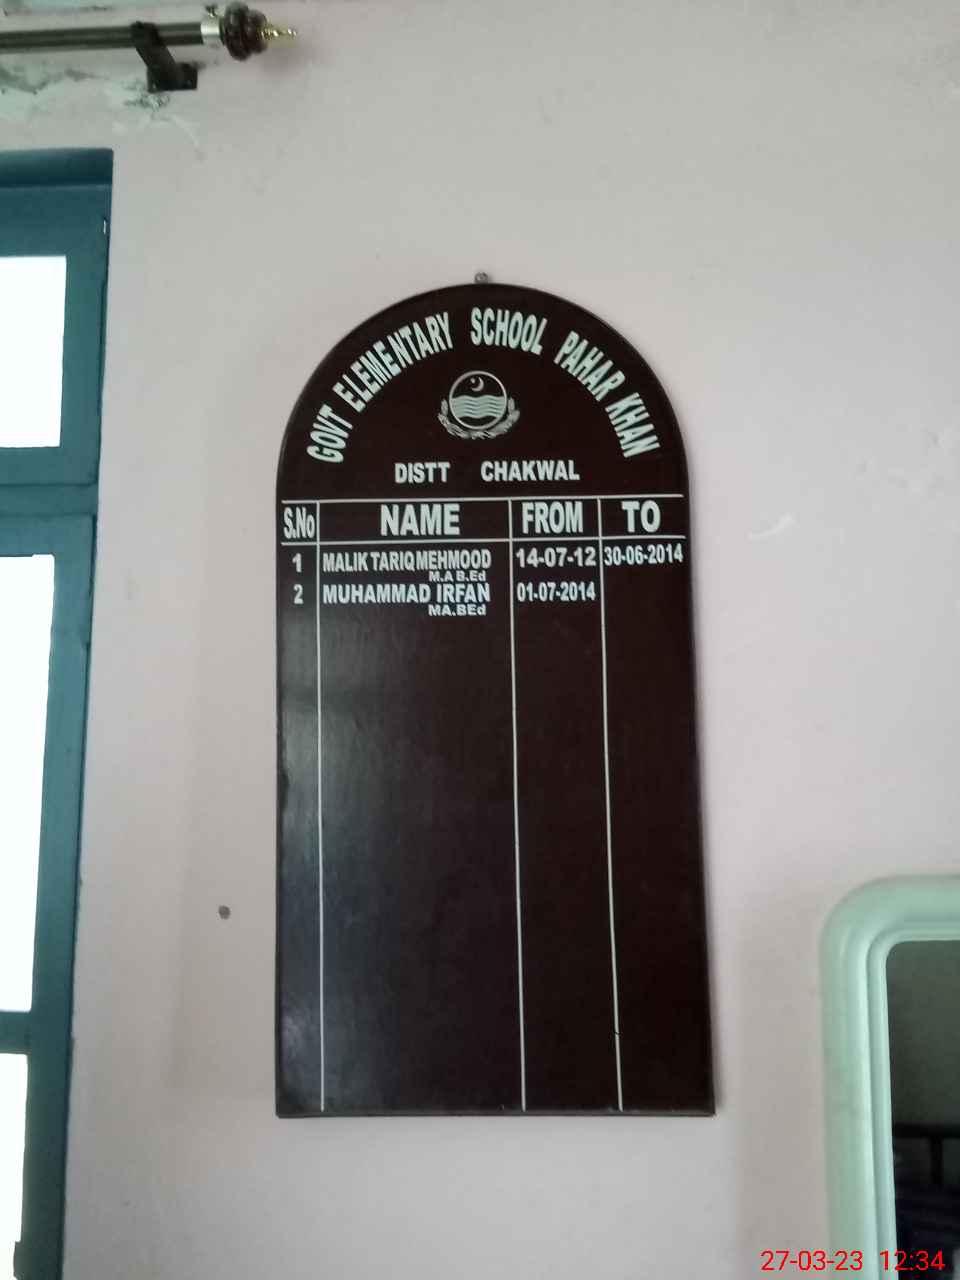 GOVT ELEMENTARY SCHOOL PAHAR KHAN
DISTT CHAKWAL
S.No NAME FROM TO
1 MALIK TARIQ MEHMOOD 14-07-12 30-06-2014
M.A B.Ed
2 MUHAMMAD IRFAN 01-07-2014
MA.BEd
27-03-23 12:34